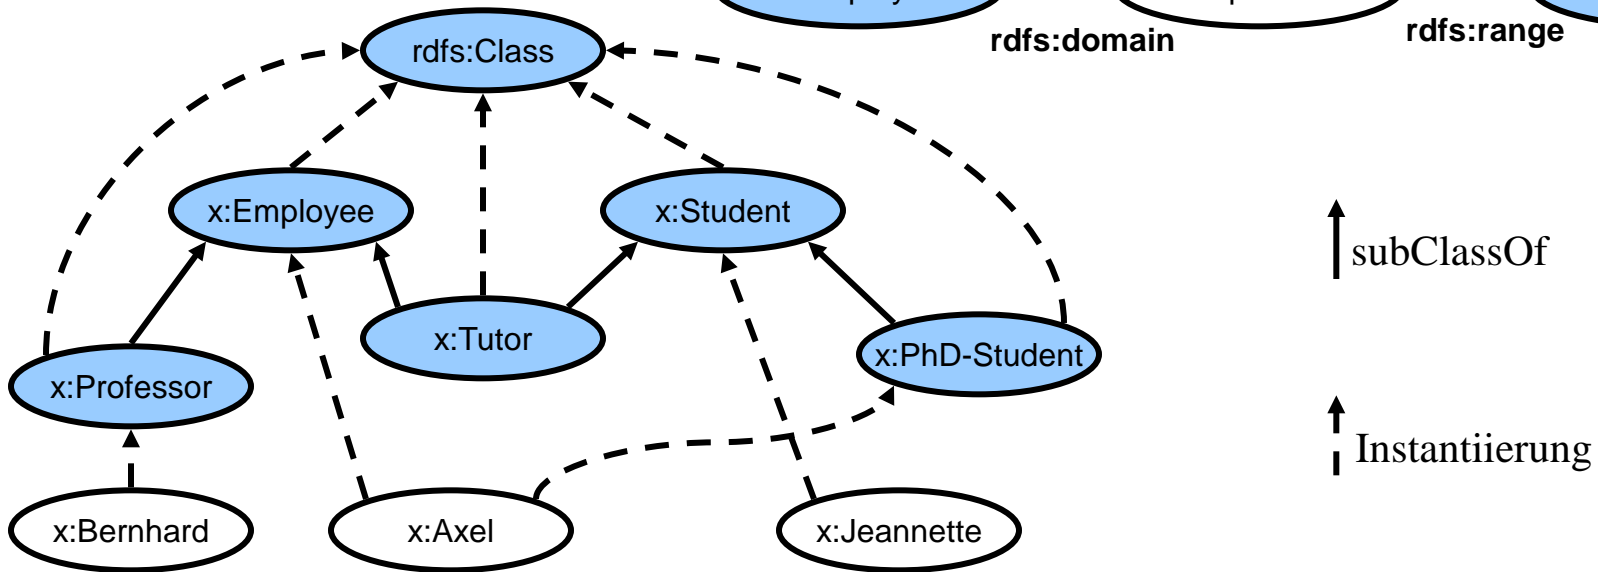 rdfs:domain
rdfs:range
rdfs:Class
x:Employee
x:Student
subClassOf
x:Tutor
x:PhD-Student
x:Professor
Instantiierung
x:Bernhard
x:Axel
x:Jeannette